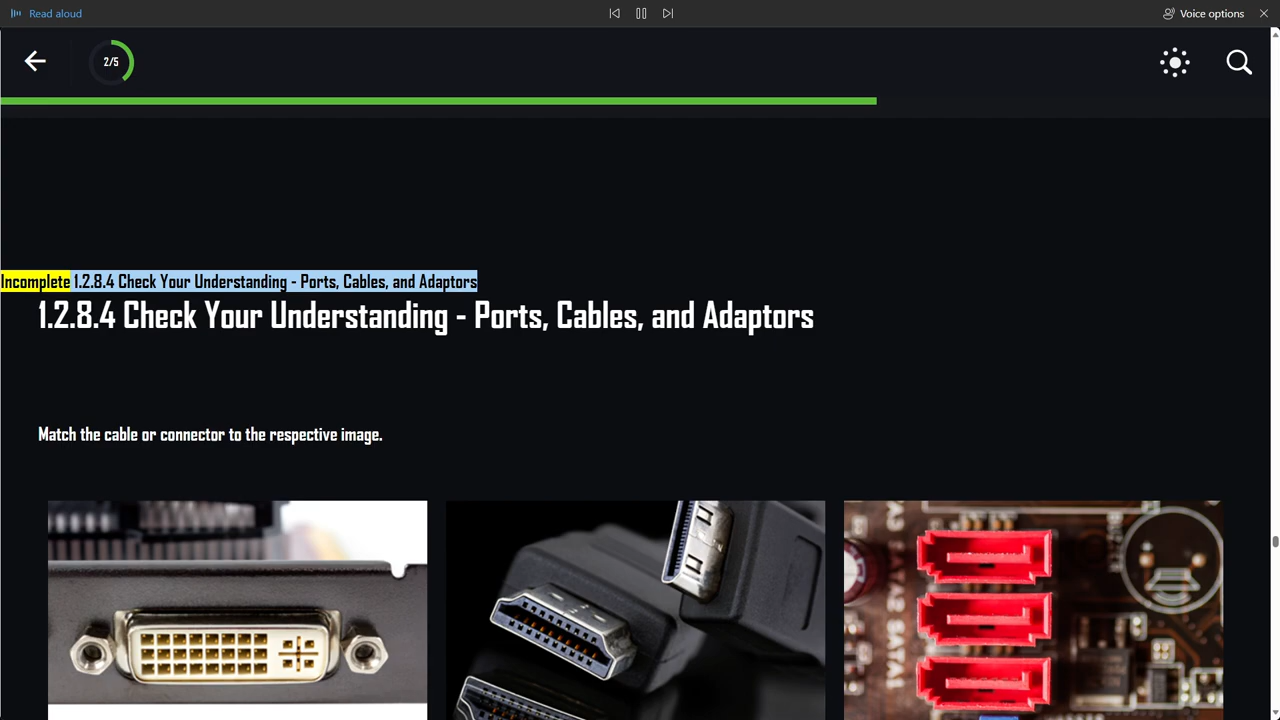 Read aloud
Voice options
2/5
Incomplete 1.2.8.4 Check Your Understanding - Ports, Cables, and Adaptors
1.2.8.4 Check Your Understanding - Ports, Cables, and Adaptors
Match the cable or connector to the respective image.
SATA2
SATA1